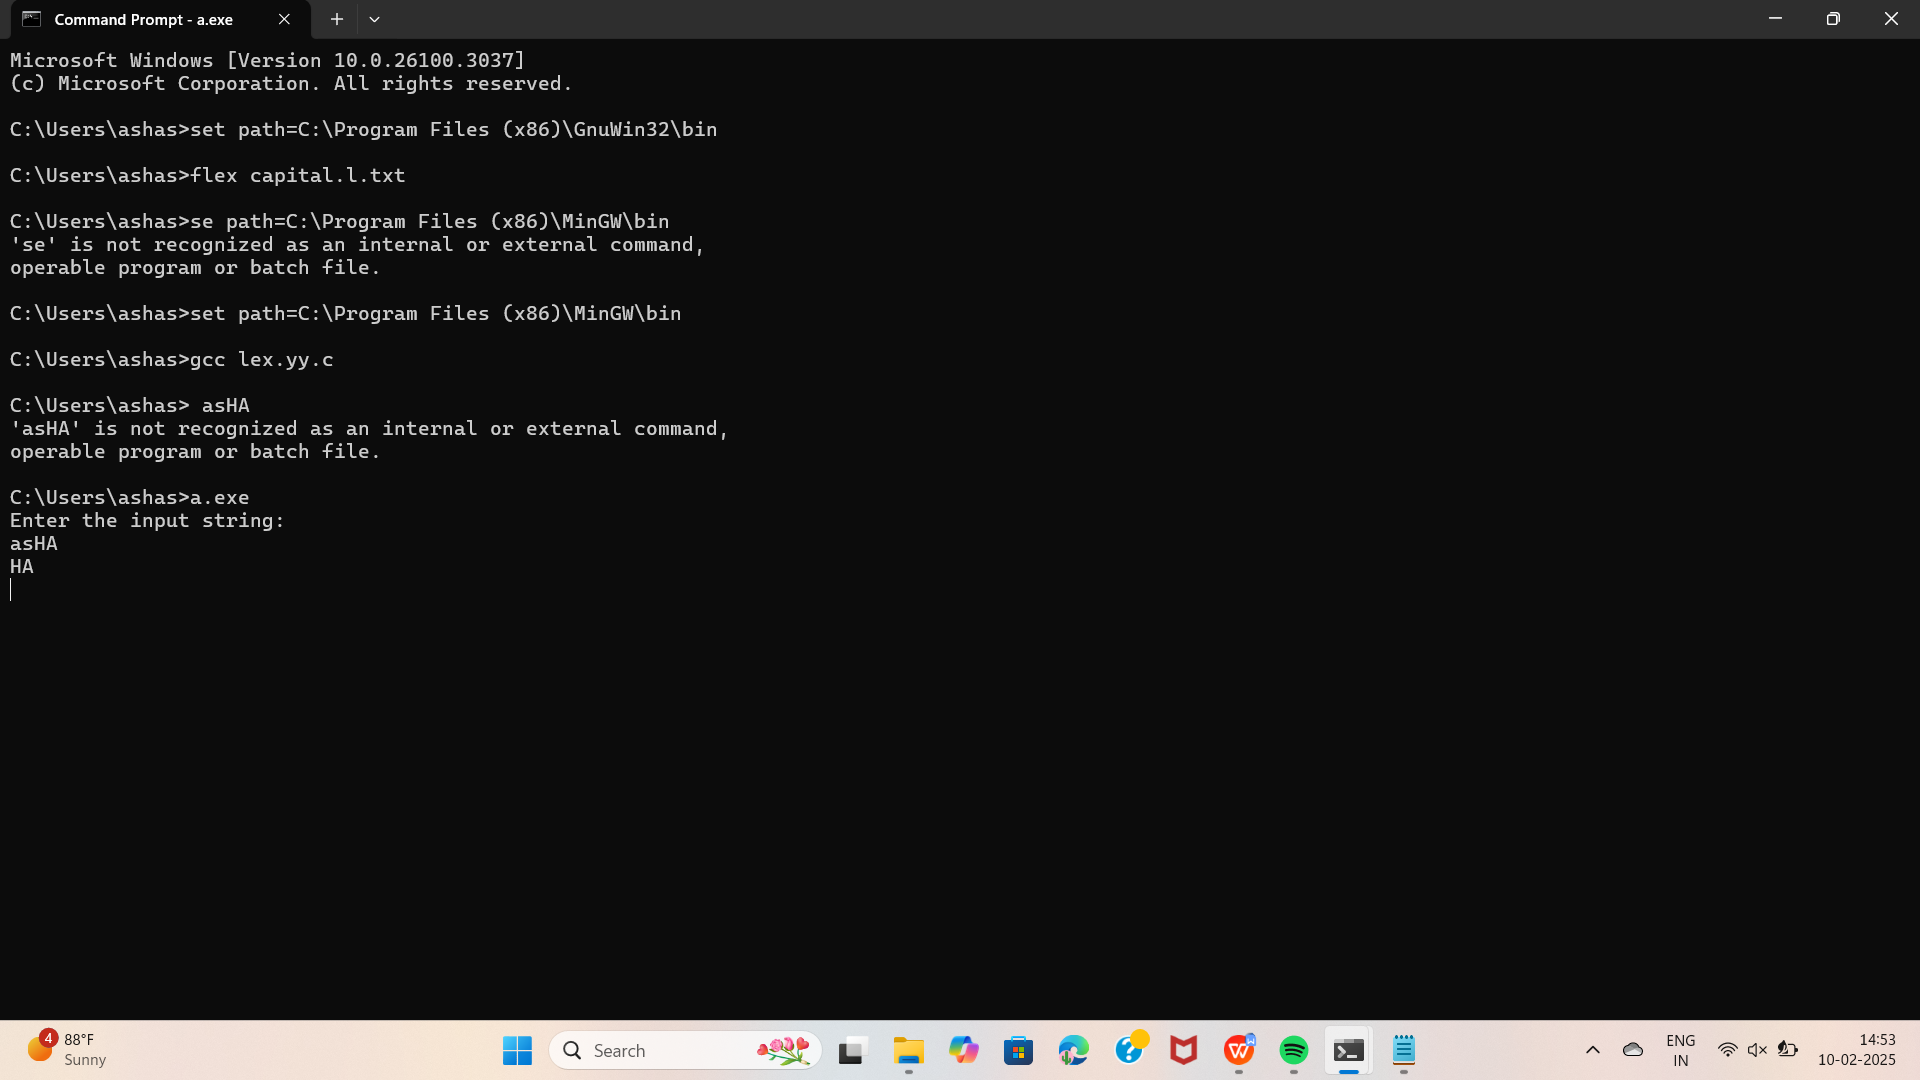 Command Prompt - a.exe
Microsoft Windows [Version 10.0.26100.3037]
(c) Microsoft Corporation. All rights reserved.
C:\Users\ashas>set path=C:\Program Files (x86)\GnuWin32\bin
C:\Users\ashas>flex capital.l.txt
C:\Users\ashas>se path=C:\Program Files (x86)\MinGW\bin
'se' is not recognized as an internal or external command,
operable program or batch file.
C:\Users\ashas>set path=C:\Program Files (x86)\MinGW\bin
C:\Users\ashas>gcc lex.yy.c
C:\Users\ashas> asHA
'asHA' is not recognized as an internal or external command,
operable program or batch file.
C:\Users\ashas>a.exe
Enter the input string:
asHA
HA
4
88°F
Sunny
Search
ENG
IN
14:53
10-02-2025